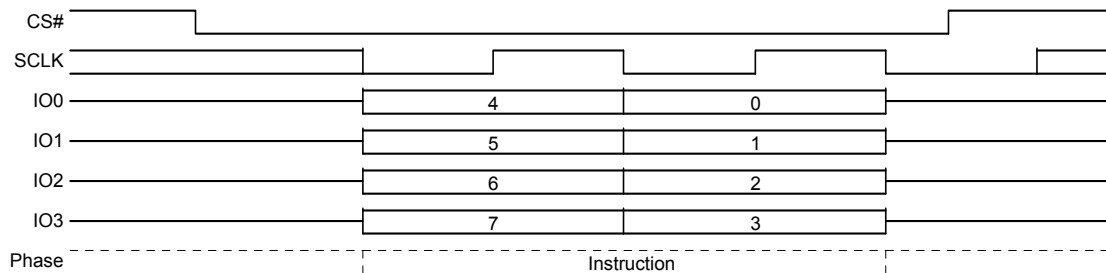 CS#
SCLK
IO0 4 0
IO1 5 1
IO2 6 2
IO3 7 3
Phase Instruction